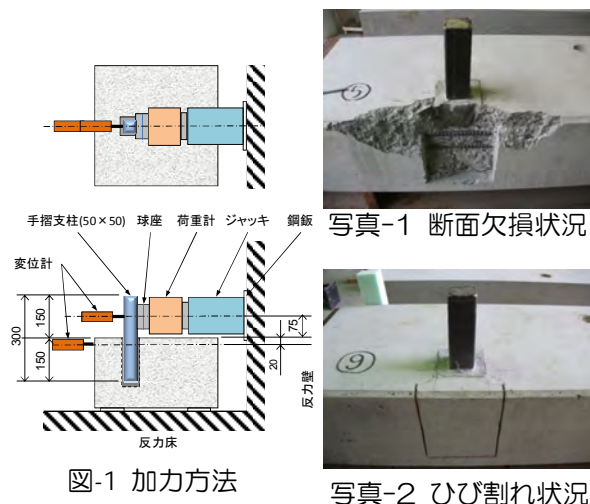 手摺支柱(50×50) 球座 荷重計 ジャッキ 鋼鈑
変位計
300
150
150
75
20
反力壁
反力床
図-1 加力方法
⑤
写真-1 断面欠損状況
⑨
写真-2 ひび割れ状況